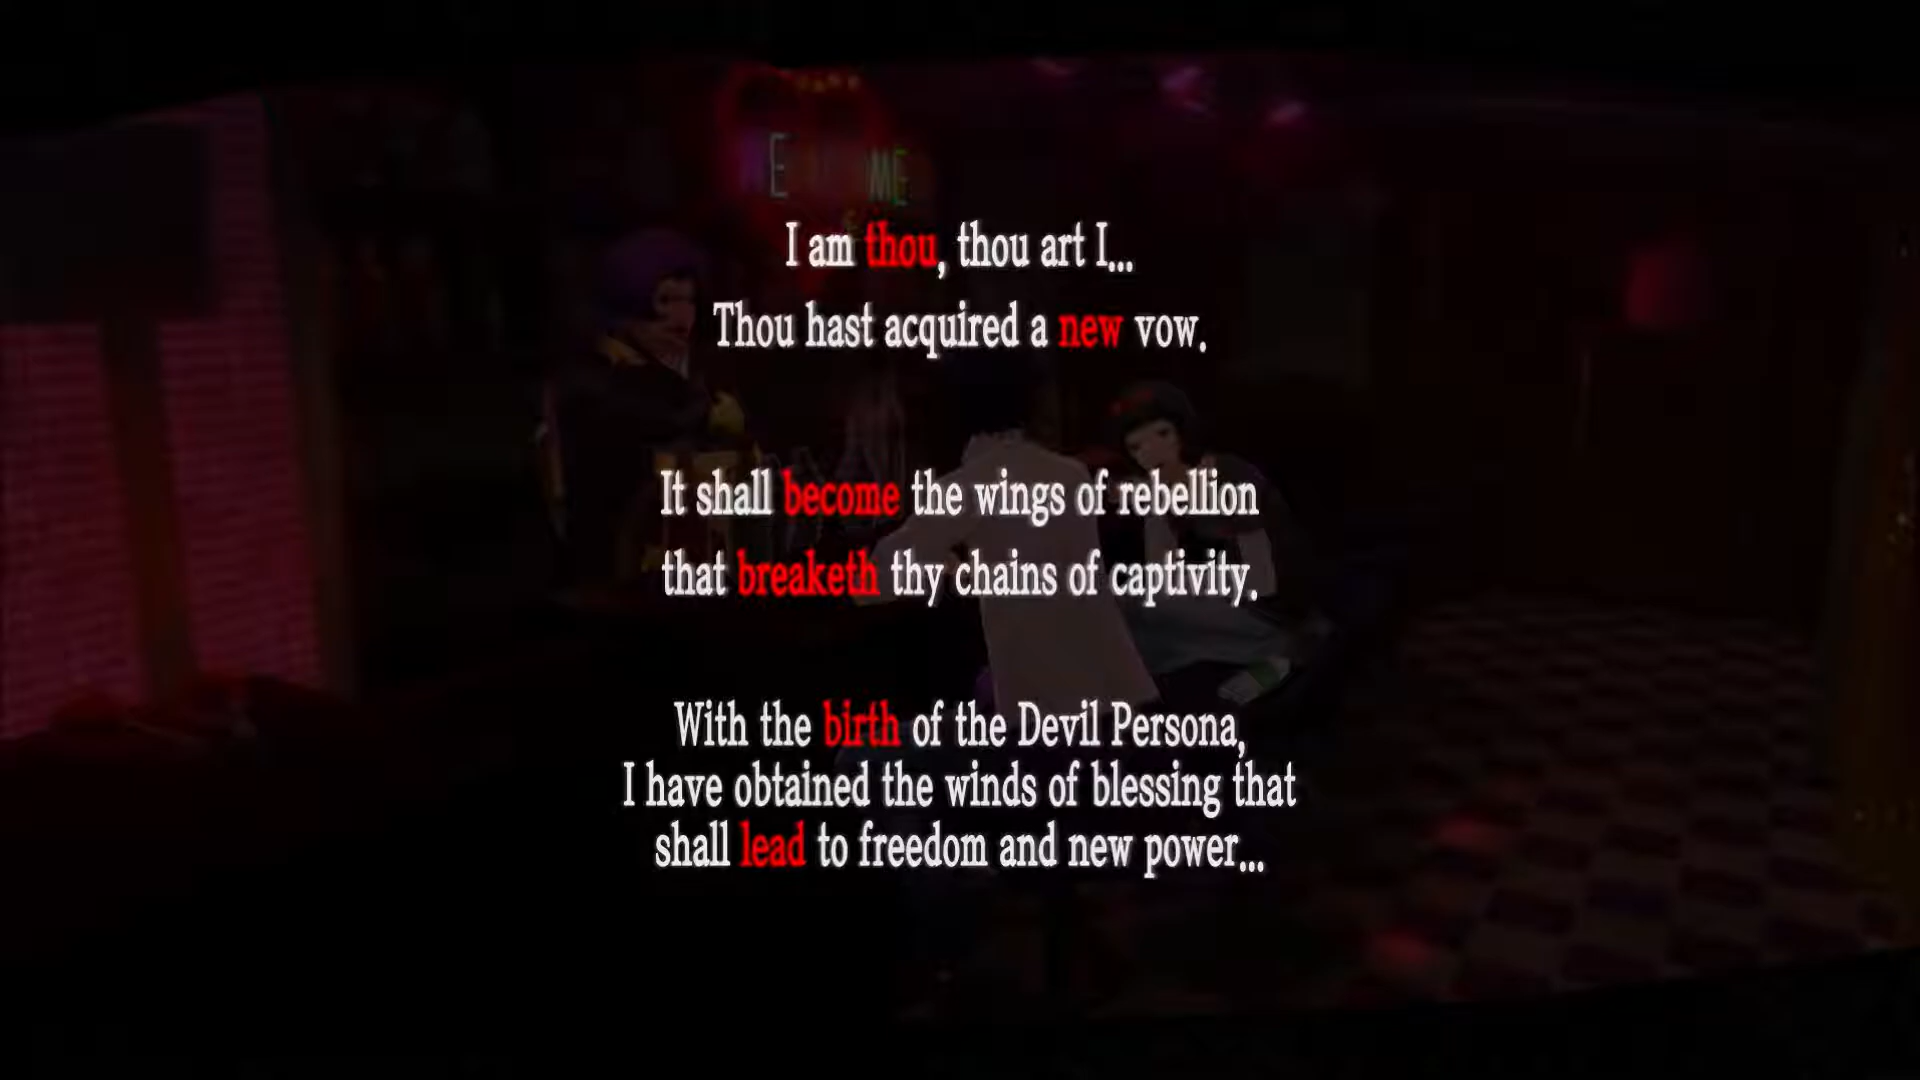 E ME
I am thou, thou art I...
Thou hast acquired a new vow.
It shall become the wings of rebellion
that breaketh thy chains of captivity.
With the birth of the Devil Persona,
I have obtained the winds of blessing that
shall lead to freedom and new power...